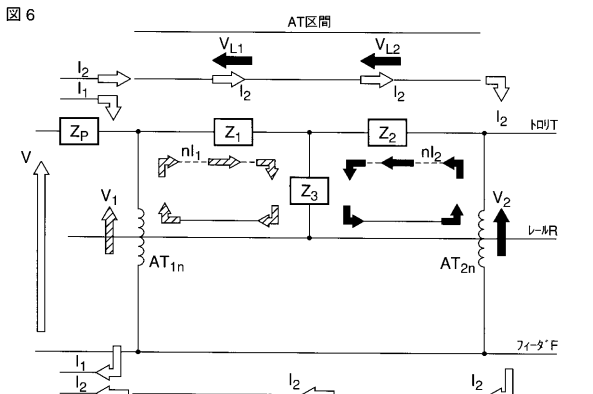 図6
AT区間
VL1
VL2
I2
I1
I2
I2
I2
ZP
Z1
Z2
ﾄﾛﾘT
V
nI1
nI2
Z3
V1
V2
AT1n
AT2n
ﾚｰﾙR
ﾌｨｰﾀﾞF
I1
I2
I2
I2